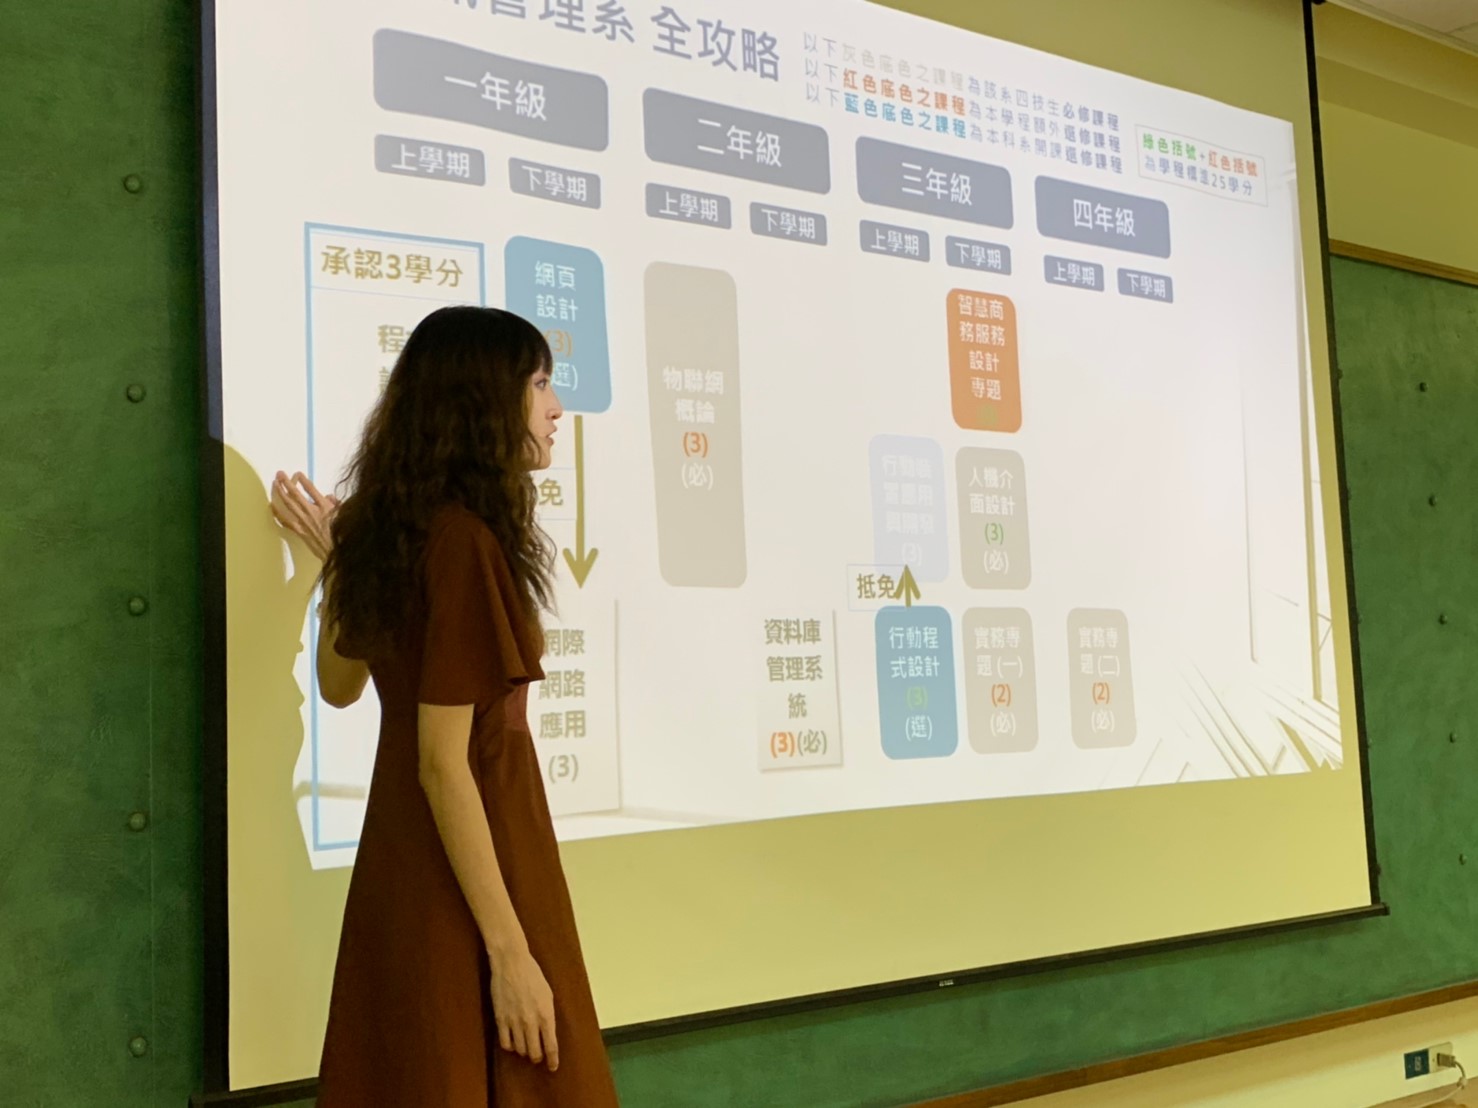 管理系 全攻略
以下灰色底色之課程為該系四技生必修課程
以下紅色底色之課程為本學程額外選修課程
以下藍色底色之課程為本科系開課選修課程
綠色括號+紅色括號
為學程標準25學分
一年級
二年級
三年級
四年級
上學期
下學期
上學期
下學期
上學期
下學期
上學期
下學期
承認3學分
程
網頁
設計
(3)
選)
免
網際
網路
應用
(3)
物聯網
概論
(3)
(必)
資料庫
管理系
統
(3)(必)
抵免
(3)
行動程
式設計
(3)
(選)
智慧商
務服務
設計
專題
人機介
面設計
(3)
(必)
實務專
題(一)
(2)
(必)
實務專
題(二)
(2)
(必)